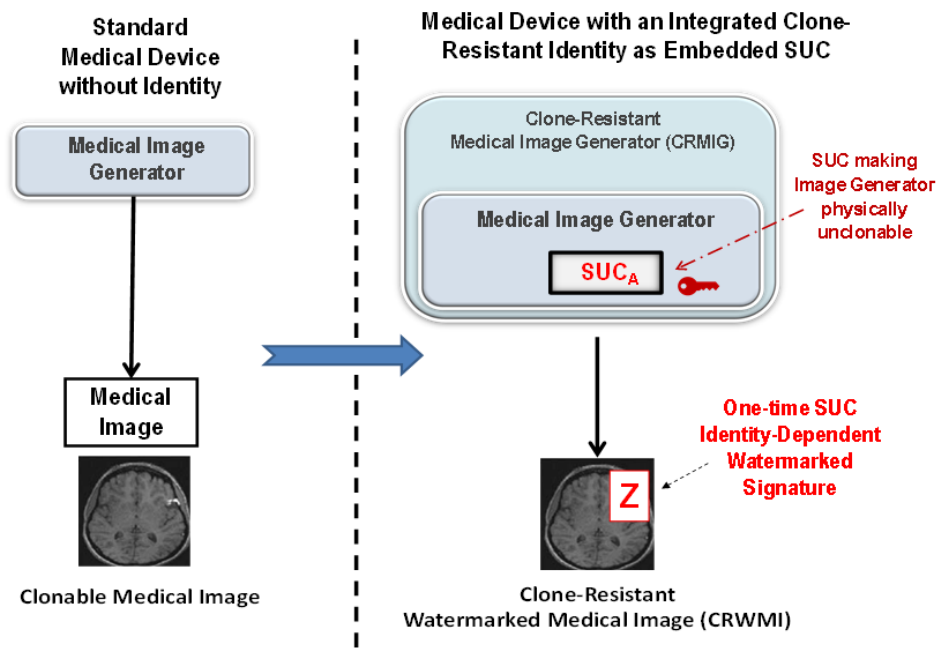 Standard
Medical Device
without Identity
Medical Image
Generator
Medical
Image
Clonable Medical Image
Medical Device with an Integrated Clone-
Resistant Identity as Embedded SUC
Clone-Resistant
Medical Image Generator (CRMIG)
Medical Image Generator
SUCA
SUC making
Image Generator
physically
unclonable
One-time SUC
Identity-Dependent
Watermarked
Signature
Z
Clone-Resistant
Watermarked Medical Image (CRWMI)